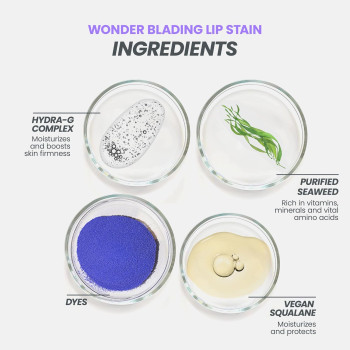 WONDER BLADING LIP STAIN
INGREDIENTS
HYDRA-G
COMPLEX
Moisturizes
and boosts
skin firmness
PURIFIED
SEAWEED
Rich in vitamins,
minerals and vital
amino acids
DYES
VEGAN
SQUALANE
Moisturizes
and protects